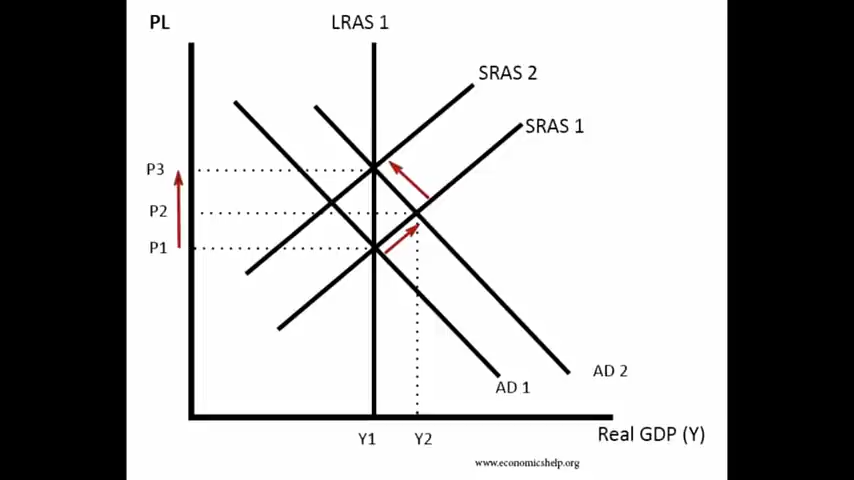 PL
LRAS 1
SRAS 2
SRAS 1
P3
P2
P1
AD 2
AD 1
Y1
Y2
Real GDP (Y)
www.economicshelp.org